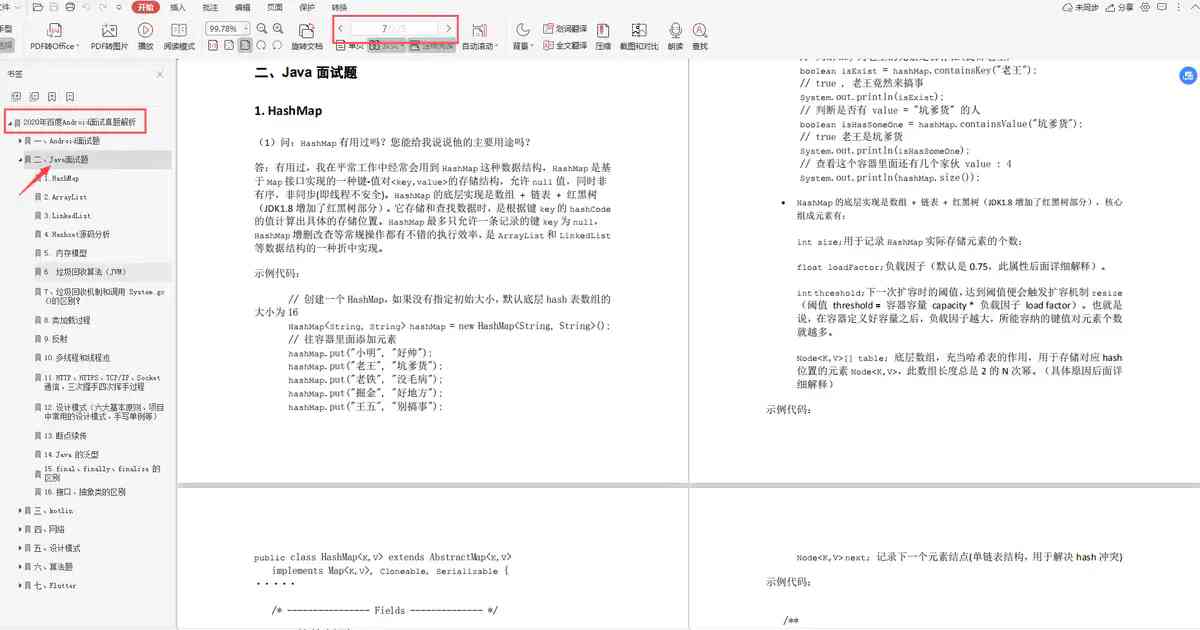 开始
插入
批注
编辑
页面
保护
转换
未同步
分享
99.78%
7
PDF转Office
PDF转图片
播放
阅读模式
旋转文档
单页
自动滚动
背景
划词翻译
全文翻译
压缩
截图和对比
朗读
查找
书签
2020年百度Android面试真题解析
一、Android面试题
二、Java面试题
1.HashMap
2.ArrayList
3.LinkedList
4.Hashset源码分析
5. 内存模型
6. 垃圾回收算法(JVM)
7、垃圾回收机制和调用 System.gc
()的区别?
8.类加载过程
9.反射
10.多线程和线程池
11.HTTP、HTTPS、TCP/IP、Socket
通信、三次握手四次挥手过程
12.设计模式(六大基本原则、项目
中常用的设计模式、手写单例等)
13.断点续传
14.Java 的泛型
15.final、finally、finalize 的
区别
16.接口、抽象类的区别
三、kotlin
四、网络
五、设计模式
六、算法题
七、Flutter
二、Java 面试题
1. HashMap
(1)问:HashMap 有用过吗?您能给我说说他的主要用途吗?
答:有用过,我在平常工作中经常会用到 HashMap 这种数据结构,HashMap 是基
于 Map 接口实现的一种键-值对<key,value>的存储结构,允许 null 值,同时非
有序,非同步(即线程不安全)。HashMap 的底层实现是数组 + 链表 + 红黑树
(JDK1.8 增加了红黑树部分)。它存储和查找数据时,是根据键 key 的 hashCode
的值计算出具体的存储位置。HashMap 最多只允许一条记录的键 key 为 null,
HashMap 增删改查等常规操作都有不错的执行效率,是 ArrayList 和 LinkedList
等数据结构的一种折中实现。
示例代码:
// 创建一个 HashMap,如果没有指定初始大小,默认底层 hash 表数组的
大小为 16
HashMap<String, String> hashMap = new HashMap<String, String>();
// 往容器里面添加元素
hashMap.put("小明", "好帅");
hashMap.put("老王", "坑爹货");
hashMap.put("老铁", "没毛病");
hashMap.put("掘金", "好地方");
hashMap.put("王五", "别搞事");
boolean isExist = hashMap.containsKey("老王");
// true , 老王竟然来搞事
System.out.println(isExist);
// 判断是否有 value = "坑爹货" 的人
boolean isHasSomeOne = hashMap.containsValue("坑爹货");
// true 老王是坑爹货
System.out.println(isHasSomeOne);
// 查看这个容器里面还有几个家伙 value : 4
System.out.println(hashMap.size());
• HashMap 的底层实现是数组 + 链表 + 红黑树(JDK1.8 增加了红黑树部分),核心
组成元素有:
int size;用于记录 HashMap 实际存储元素的个数;
float loadFactor;负载因子(默认是 0.75,此属性后面详细解释)。
int threshold;下一次扩容时的阈值,达到阈值便会触发扩容机制 resize
(阈值 threshold = 容器容量 capacity * 负载因子 load factor)。也就是
说,在容器定义好容量之后,负载因子越大,所能容纳的键值对元素个数
就越多。
Node<K,V>[] table; 底层数组,充当哈希表的作用,用于存储对应 hash
位置的元素 Node<K,V>,此数组长度总是 2 的 N 次幂。(具体原因后面详
细解释)
示例代码:
public class HashMap<K,V> extends AbstractMap<K,V>
implements Map<K,V>, Cloneable, Serializable {
·····
/* ---------------- Fields -------------- */
Node<K,V> next; 记录下一个元素结点(单链表结构,用于解决 hash 冲突)
示例代码:
/**